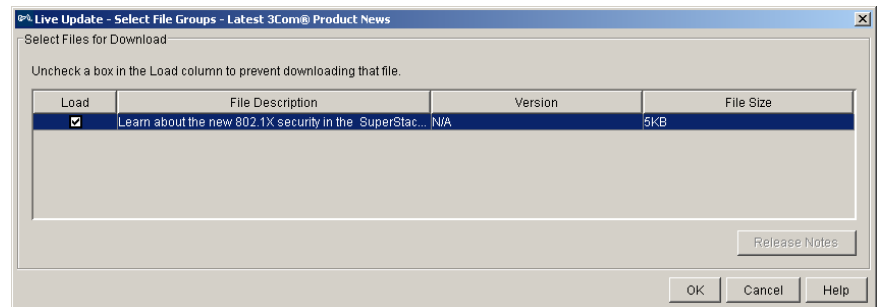 Live Update - Select File Groups - Latest 3Com® Product News
Select Files for Download
Uncheck a box in the Load column to prevent downloading that file.
Load File Description Version File Size
Learn about the new 802.1X security in the SuperStac... N/A 5KB
Release Notes
OK Cancel Help